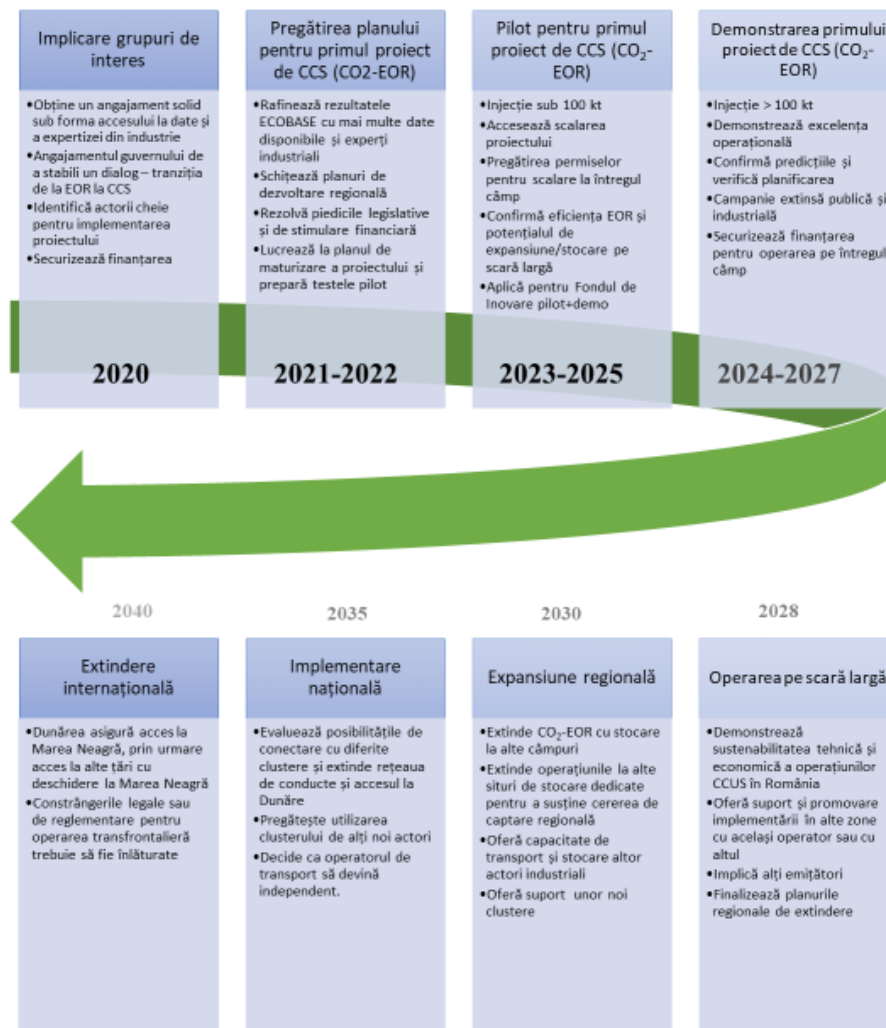 Implicare grupuri de
interes
•Obține un angajament solid
sub forma accesului la date și
a expertizei din industrie
•Angajamentul guvernului de
a stabili un dialog – tranziția
de la EOR la CCS
•Identifică actorii cheie
pentru implementarea
proiectului
•Securizează finanțarea
2020
Pregătirea planului
pentru primul proiect
de CCS (CO2-EOR)
•Rafinează rezultatele
ECOBASE cu mai multe date
disponibile și experți
industriali
•Schițează planuri de
dezvoltare regională
•Rezolvă piedicile legislative
și de stimulare financiară
•Lucrează la planul de
maturizare a proiectului și
prepară testele pilot
2021-2022
Pilot pentru primul
proiect de CCS (CO₂-
EOR)
•Injecție sub 100 kt
•Accesează scalarea
proiectului
•Pregătirea permiselor
pentru scalare la întregul
câmp
•Confirmă eficiența EOR și
potențialul de
expansiune/stocare pe
scară largă
•Aplică pentru Fondul de
Inovare pilot+demo
2023-2025
Demonstrarea primului
proiect de CCS (CO₂-
EOR)
•Injecție > 100 kt
•Demonstrează excelența
operațională
•Confirmă predicțiile și
verifică planificarea
•Campanie extinsă publică și
industrială
•Securizează finanțarea
pentru operarea pe întregul
câmp
2024-2027
2040
Extindere
internațională
•Dunărea asigură acces la
Marea Neagră, prin urmare
acces la alte țări cu
deschidere la Marea Neagră
•Constrângerile legale sau
de reglementare pentru
operarea transfrontalieră
trebuie să fie înlăturate
2035
Implementare
națională
•Evaluează posibilitățile de
conectare cu diferite
clustere și extinde rețeaua
de conducte și accesul la
Dunăre
•Pregătește utilizarea
clusterului de alți noi actori
•Decide ca operatorul de
transport să devină
independent.
2030
Expansiune regională
•Extinde CO₂-EOR cu stocare
la alte câmpuri
•Extinde operațiunile la alte
situri de stocare dedicate
pentru a susține cererea de
captare regională
•Oferă capacitate de
transport și stocare altor
actori industriali
•Oferă suport unor noi
clustere
2028
Operarea pe scară largă
•Demonstrează
sustenabilitatea tehnică și
economică a operațiunilor
CCUS în România
•Oferă suport și promovare
implementării în alte zone
cu același operator sau cu
altul
•Implică alți emițători
•Finalizează planurile
regionale de extindere